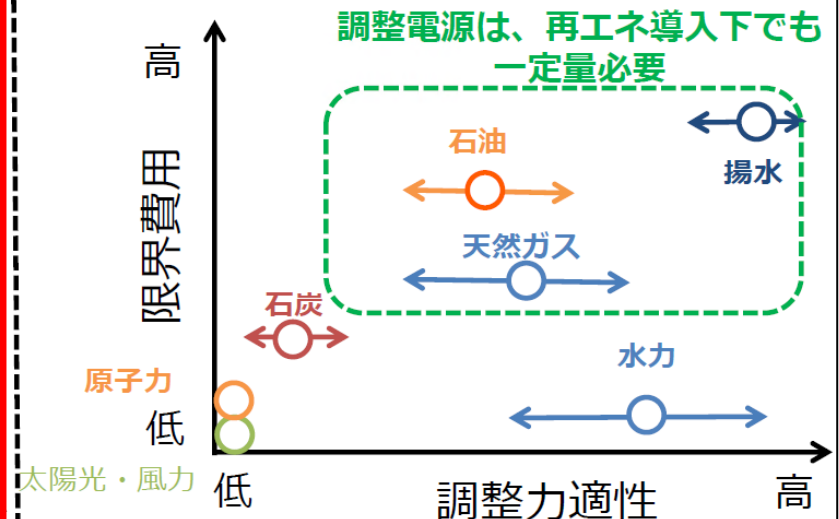 調整電源は、再エネ導入下でも
一定量必要
高
限界費用
石油
揚水
天然ガス
石炭
水力
原子力
低
太陽光・風力
低
調整力適性
高